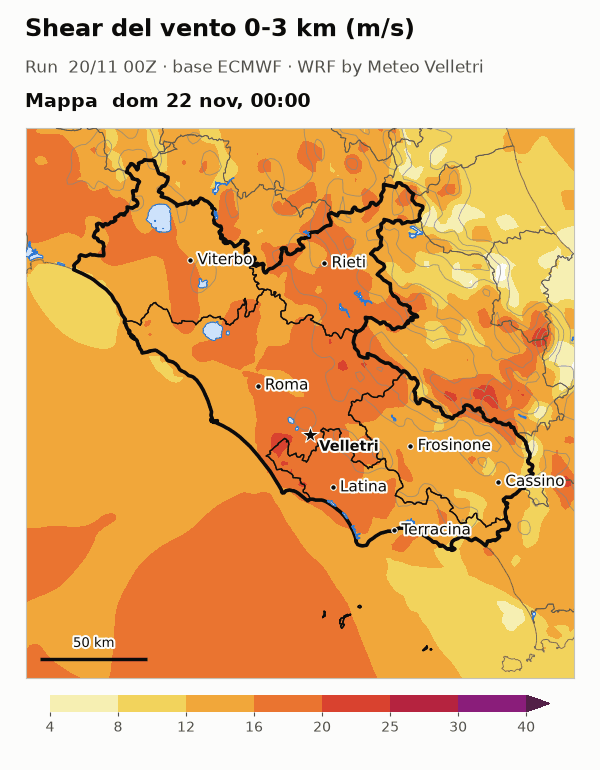 Shear del vento 0-3 km (m/s)
Run  20/11 00Z · base ECMWF · WRF by Meteo Velletri
Mappa  dom 22 nov, 00:00
Viterbo
Rieti
Roma
Velletri
Frosinone
Cassino
Latina
Terracina
50 km
4 8 12 16 20 25 30 40